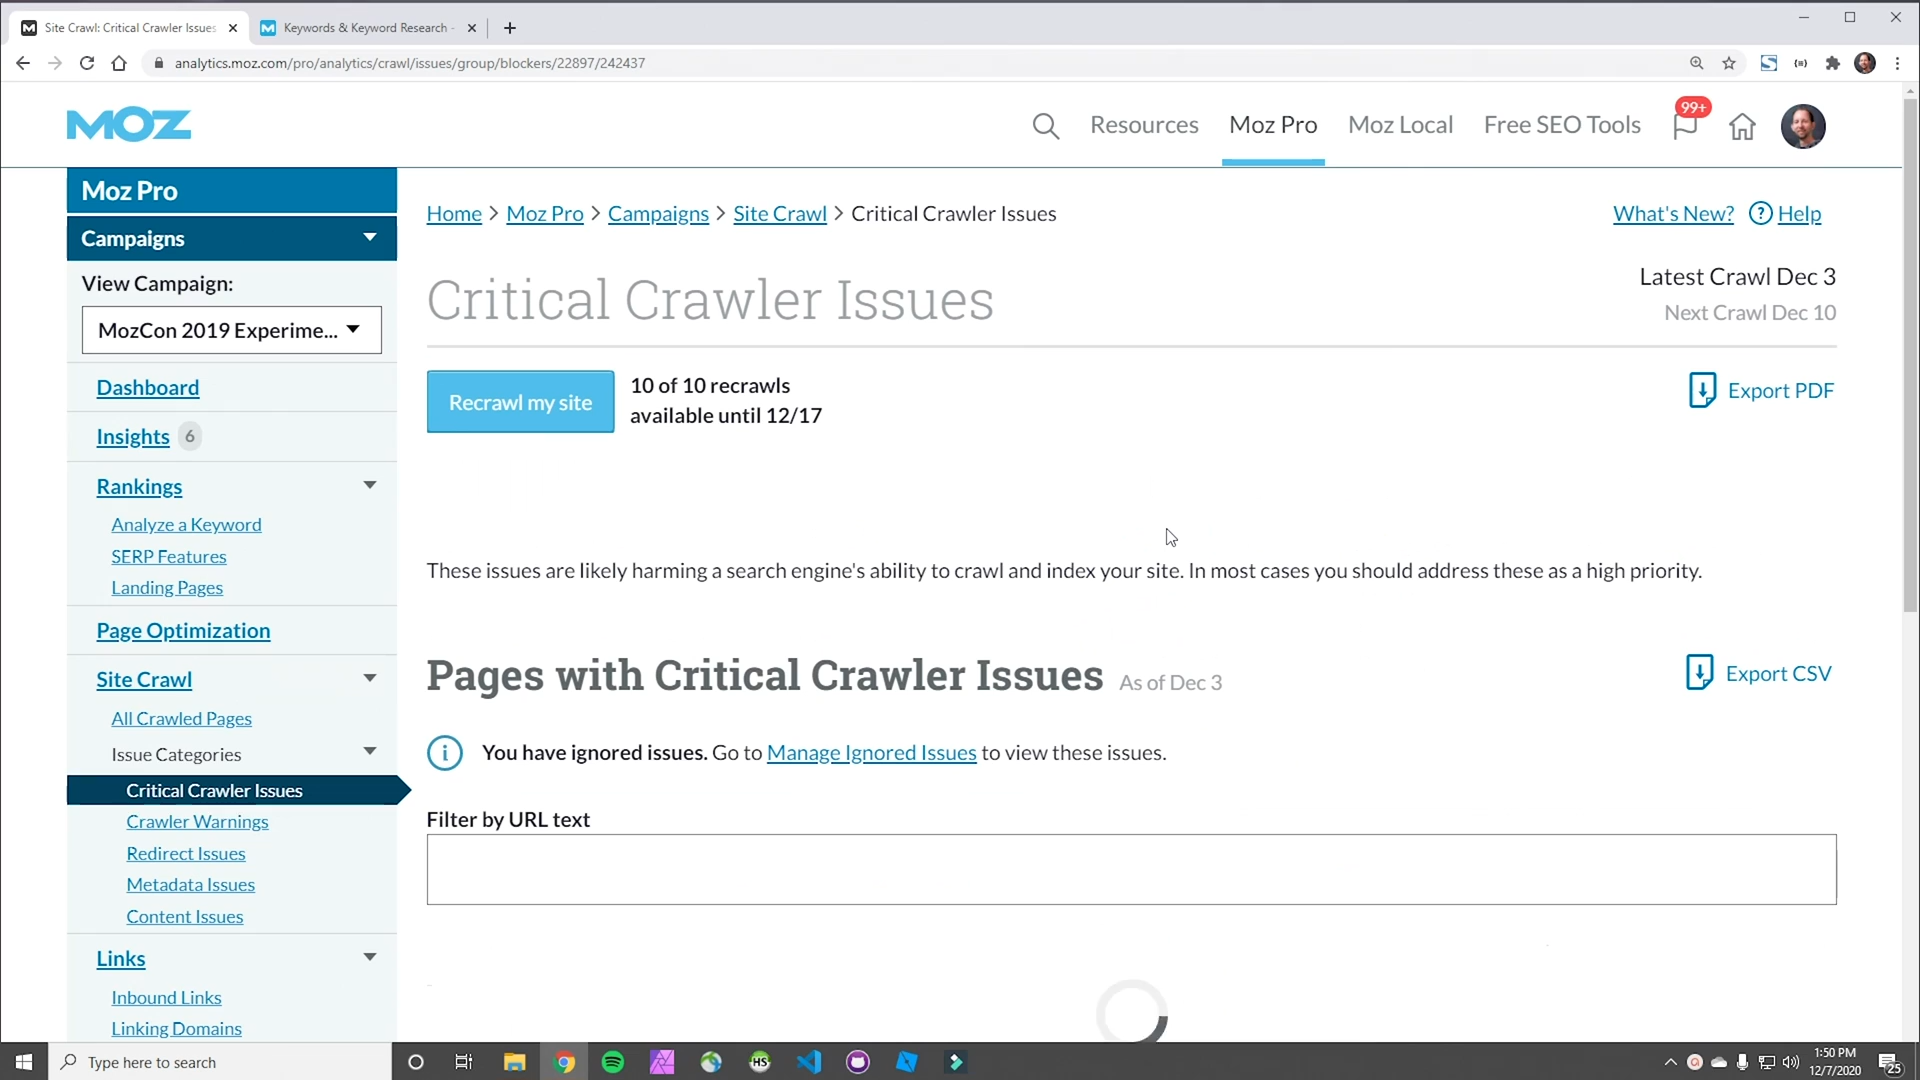 Site Crawl: Critical Crawler Issues
Keywords & Keyword Research -
analytics.moz.com/pro/analytics/crawl/issues/group/blockers/22897/242437
MOZ
Resources
Moz Pro
Moz Local
Free SEO Tools
99+
Moz Pro
Campaigns
View Campaign:
MozCon 2019 Experime...
Dashboard
Insights 6
Rankings
Analyze a Keyword
SERP Features
Landing Pages
Page Optimization
Site Crawl
All Crawled Pages
Issue Categories
Critical Crawler Issues
Crawler Warnings
Redirect Issues
Metadata Issues
Content Issues
Links
Inbound Links
Linking Domains
Home > Moz Pro > Campaigns > Site Crawl > Critical Crawler Issues
What's New? ? Help
Critical Crawler Issues
Latest Crawl Dec 3
Next Crawl Dec 10
Recrawl my site
10 of 10 recrawls
available until 12/17
Export PDF
These issues are likely harming a search engine's ability to crawl and index your site. In most cases you should address these as a high priority.
Pages with Critical Crawler Issues As of Dec 3
Export CSV
You have ignored issues. Go to Manage Ignored Issues to view these issues.
Filter by URL text
Type here to search
HS
1:50 PM
12/7/2020
25